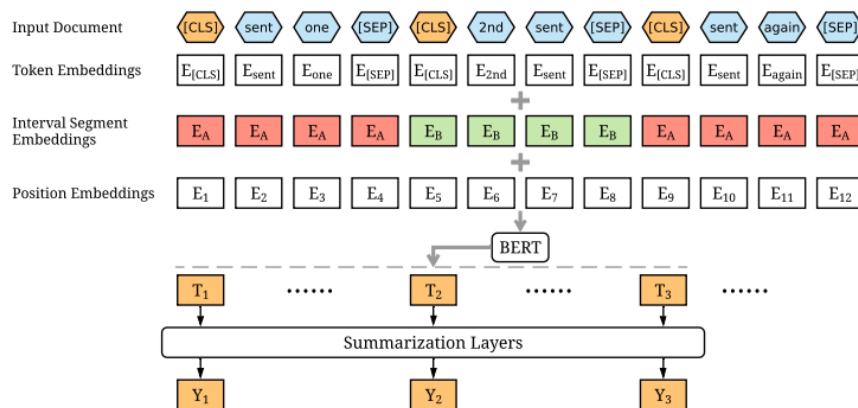 Input Document [CLS] sent one [SEP] [CLS] 2nd sent [SEP] [CLS] sent again [SEP]
Token Embeddings E[CLS] Esent Eone E[SEP] E[CLS] E2nd Esent E[SEP] E[CLS] Esent Eagain E[SEP]
+
Interval Segment
Embeddings EA EA EA EA EB EB EB EB EA EA EA EA
+
Position Embeddings E1 E2 E3 E4 E5 E6 E7 E8 E9 E10 E11 E12
BERT
T1 ...... T2 ...... T3 ......
Summarization Layers
Y1 Y2 Y3